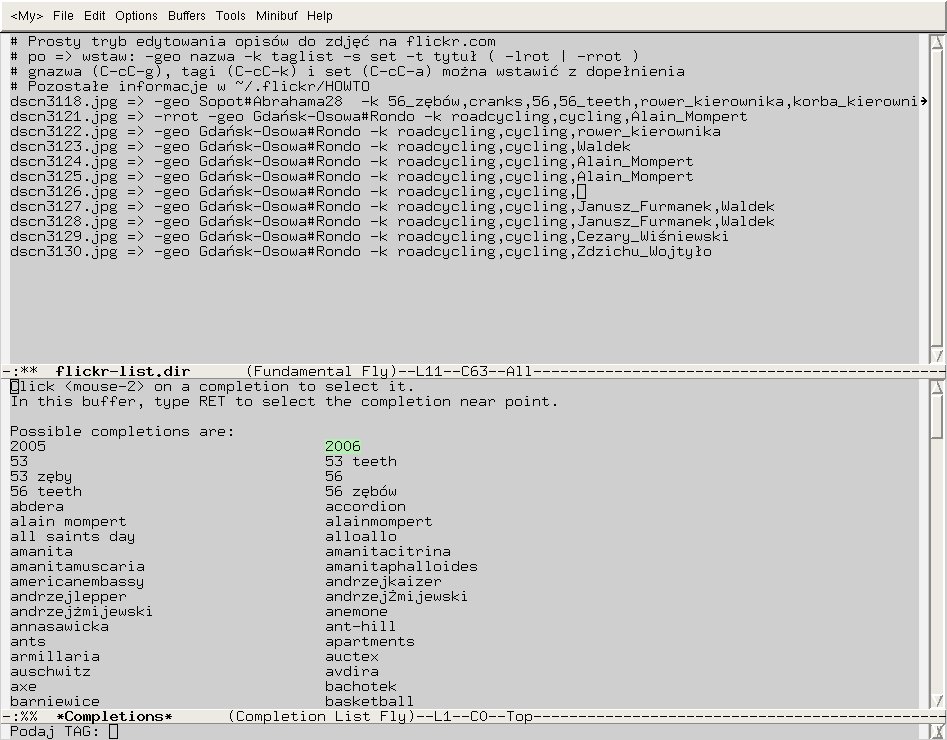 <My> File Edit Options Buffers Tools Minibuf Help
# Prosty tryb edytowania opisów do zdjęć na flickr.com
# po => wstaw: -geo nazwa -k taglist -s set -t tytuł ( -lrot | -rrot )
# gnazwa (C-cC-g), tagi (C-cC-k) i set (C-cC-a) można wstawić z dopełnienia
# Pozostałe informacje w ~/.flickr/HOWTO
dscn3118.jpg => -geo Sopot#Abrahama28  -k 56_zębów,cranks,56,56_teeth,rower_kierownika,korba_kierowni
dscn3121.jpg => -rrot -geo Gdańsk-Osowa#Rondo -k roadcycling,cycling,Alain_Mompert
dscn3122.jpg => -geo Gdańsk-Osowa#Rondo -k roadcycling,cycling,rower_kierownika
dscn3123.jpg => -geo Gdańsk-Osowa#Rondo -k roadcycling,cycling,Waldek
dscn3124.jpg => -geo Gdańsk-Osowa#Rondo -k roadcycling,cycling,Alain_Mompert
dscn3125.jpg => -geo Gdańsk-Osowa#Rondo -k roadcycling,cycling,Alain_Mompert
dscn3126.jpg => -geo Gdańsk-Osowa#Rondo -k roadcycling,cycling,
dscn3127.jpg => -geo Gdańsk-Osowa#Rondo -k roadcycling,cycling,Janusz_Furmanek,Waldek
dscn3128.jpg => -geo Gdańsk-Osowa#Rondo -k roadcycling,cycling,Janusz_Furmanek,Waldek
dscn3129.jpg => -geo Gdańsk-Osowa#Rondo -k roadcycling,cycling,Cezary_Wiśniewski
dscn3130.jpg => -geo Gdańsk-Osowa#Rondo -k roadcycling,cycling,Zdzichu_Wojtyło
-:**  flickr-list.dir      (Fundamental Fly)--L11--C63--All
Click <mouse-2> on a completion to select it.
In this buffer, type RET to select the completion near point.
Possible completions are:
2005 2006
53 53 teeth
53 zęby 56
56 teeth 56 zębów
abdera accordion
alain mompert alainmompert
all saints day alloallo
amanita amanitacitrina
amanitamuscaria amanitaphalloides
americanembassy andrzejkaizer
andrzejlepper andrzejŻmijewski
andrzejżmijewski anemone
annasawicka ant-hill
ants apartments
armillaria auctex
auschwitz avdira
axe bachotek
barniewice basketball
-:%%  *Completions*      (Completion List Fly)--L1--C0--Top
Podaj TAG: